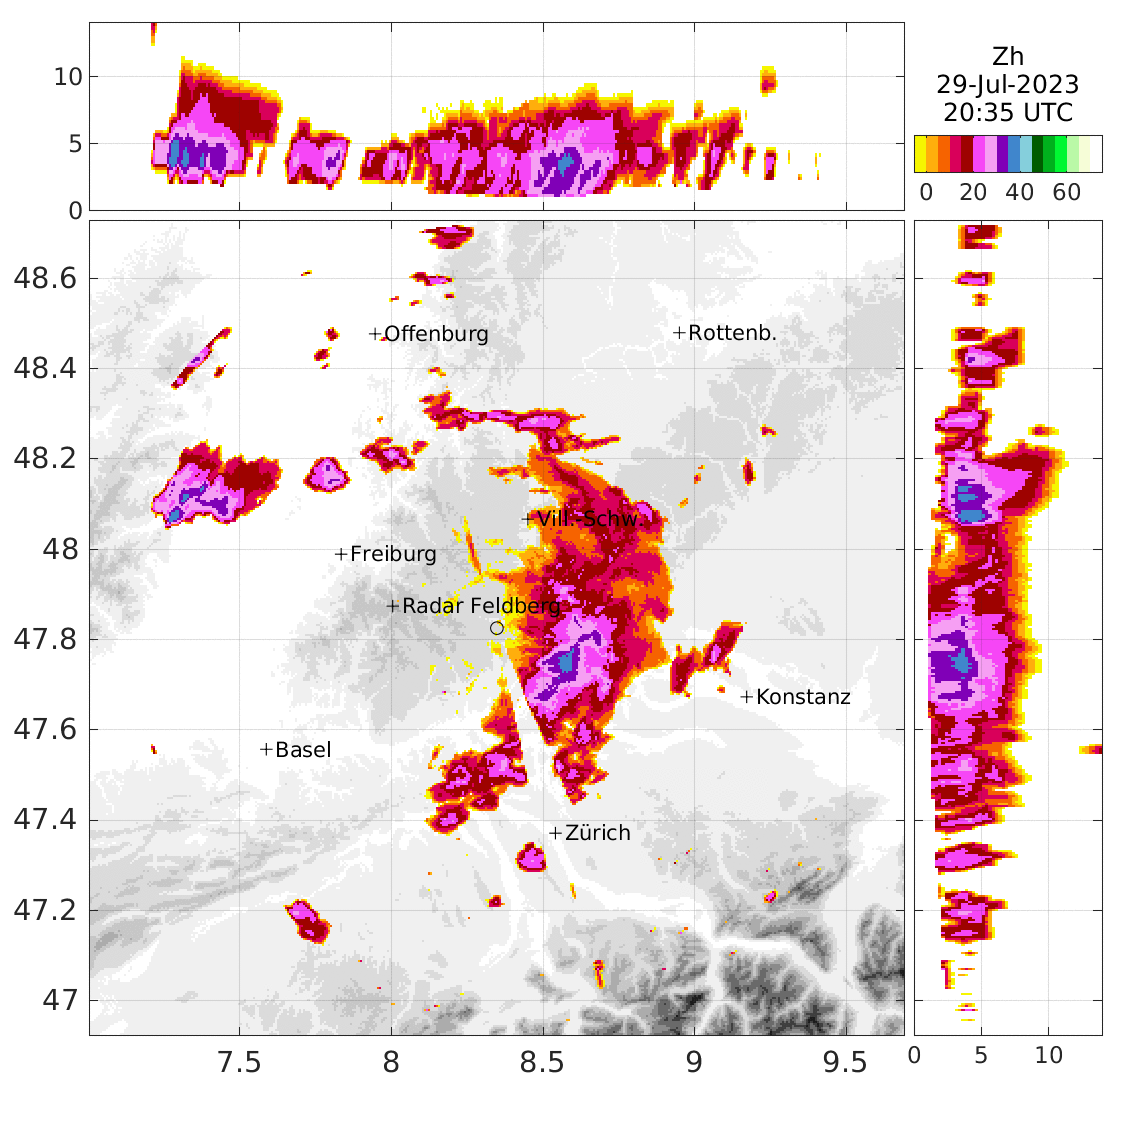 10
5
0
Zh
29-Jul-2023
20:35 UTC
0 20 40 60
48.6
48.4
48.2
48
47.8
47.6
47.4
47.2
47
+Offenburg
+Rottenb.
+Vill.-Schw.
+Freiburg
+Radar Feldberg
+Konstanz
+Basel
+Zürich
7.5 8 8.5 9 9.5
0 5 10